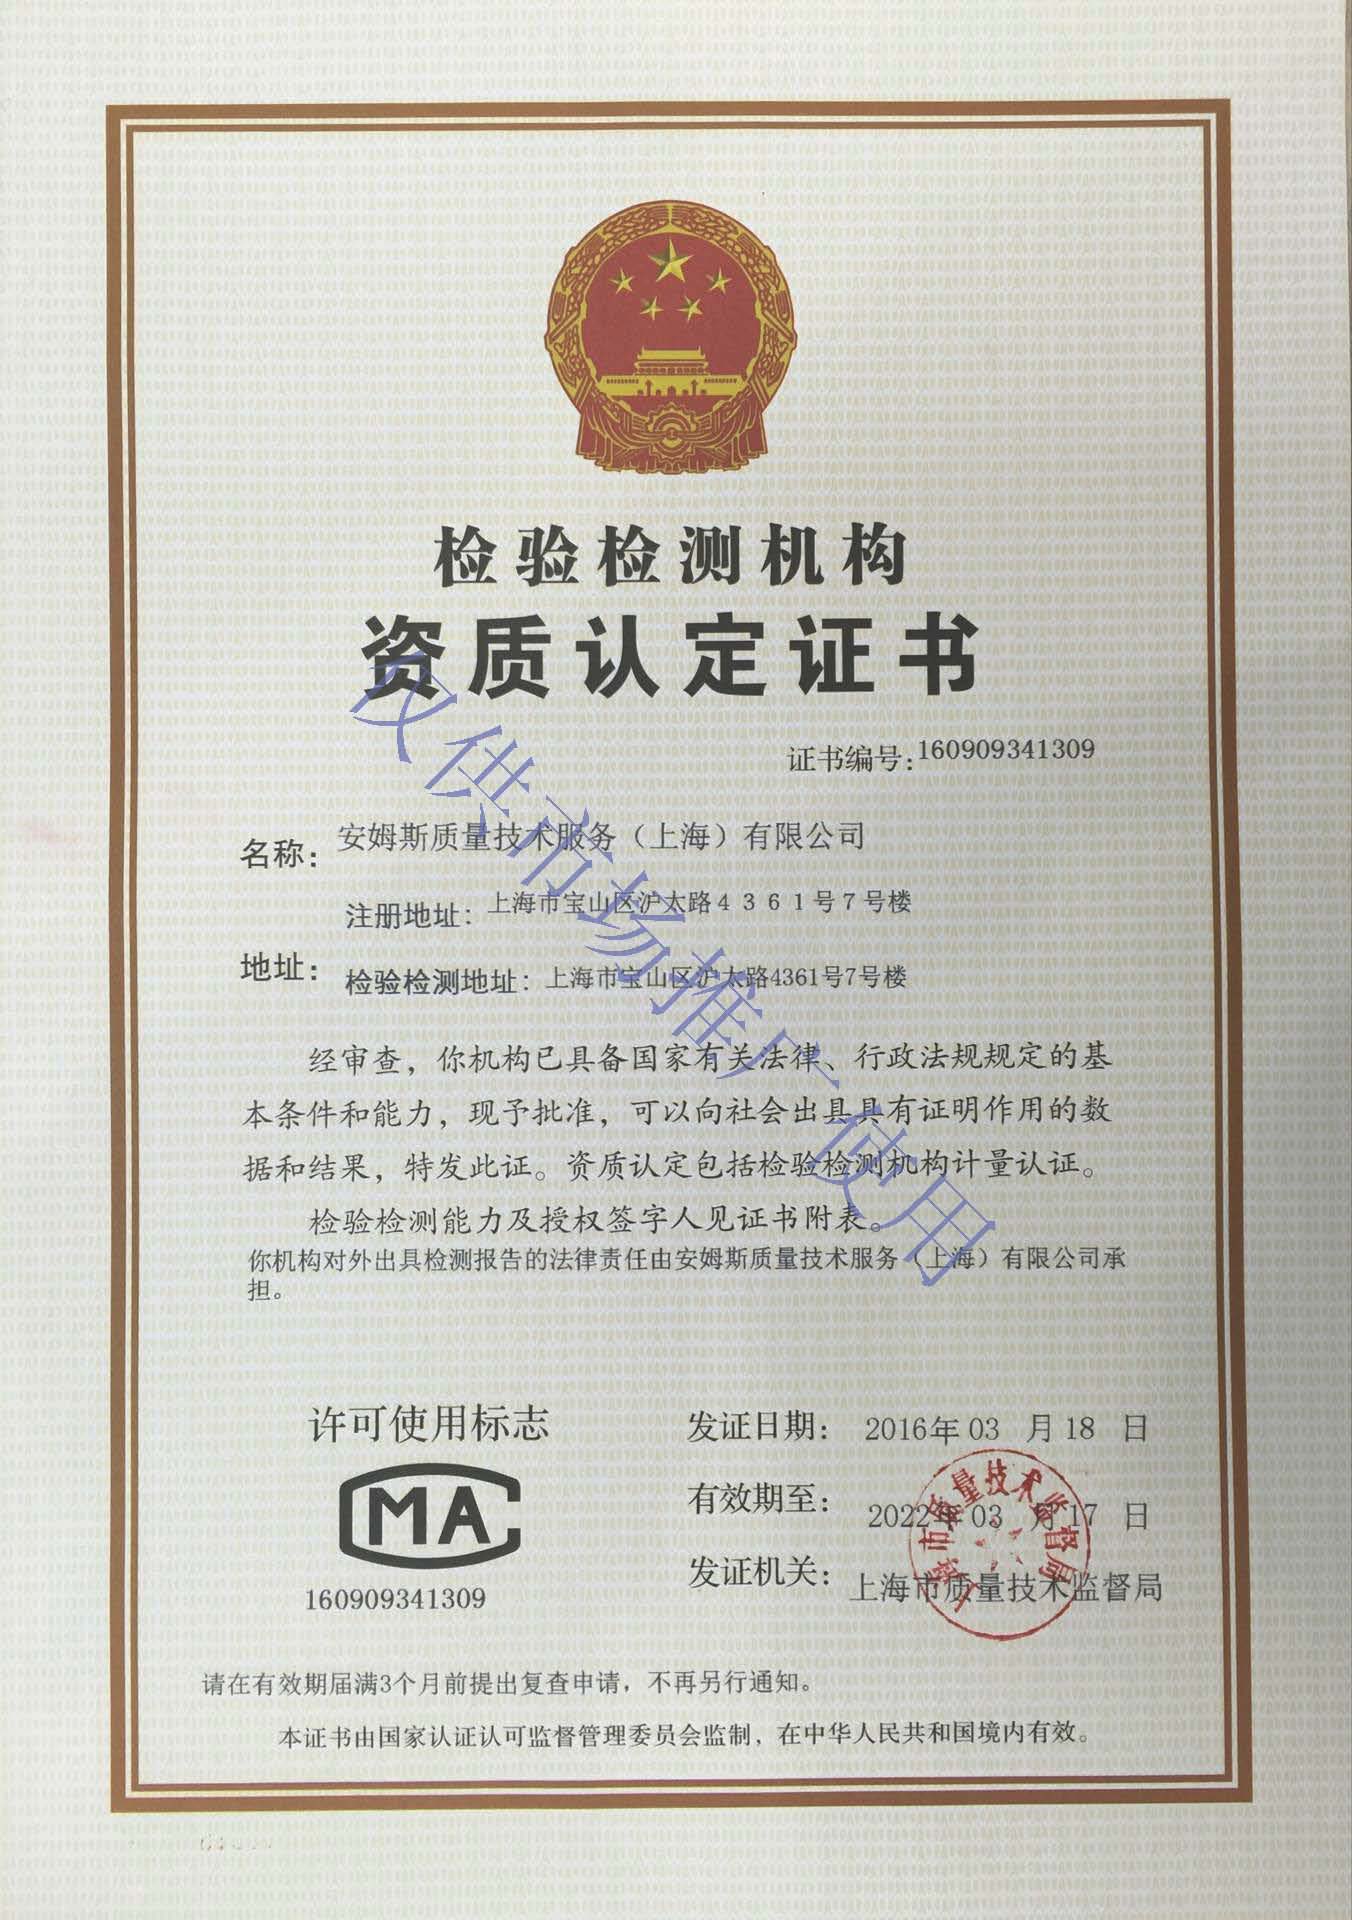 检验检测机构
资质认定证书
证书编号:160909341309
名称: 安姆斯质量技术服务（上海）有限公司
注册地址: 上海市宝山区沪太路４３６１号７号楼
地址:
检验检测地址: 上海市宝山区沪太路4361号7号楼
经审查，你机构已具备国家有关法律、行政法规规定的基
本条件和能力，现予批准，可以向社会出具具有证明作用的数
据和结果，特发此证。资质认定包括检验检测机构计量认证。
检验检测能力及授权签字人见证书附表。
你机构对外出具检测报告的法律责任由安姆斯质量技术服务（上海）有限公司承
担。
仅供市场推广使用
许可使用标志
MA
160909341309
发证日期: 2016年03 月18 日
有效期至: 2022年03 月17 日
发证机关: 上海市质量技术监督局
上海市质量技术监督局
请在有效期届满3个月前提出复查申请，不再另行通知。
本证书由国家认证认可监督管理委员会监制，在中华人民共和国境内有效。